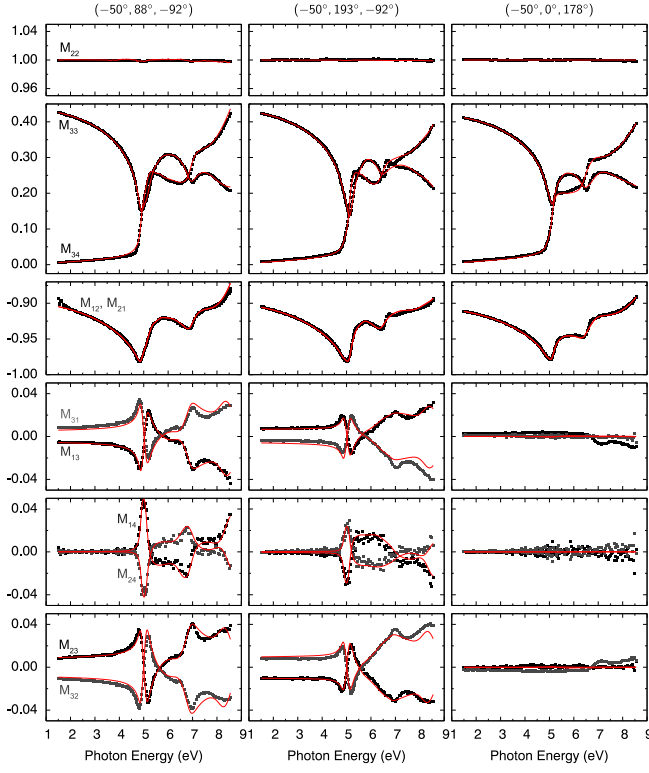 (−50°, 88°, −92°) (−50°, 193°, −92°) (−50°, 0°, 178°)
1.04
M22
1.00
0.96
0.40
M33
0.30
0.20
0.10
M34
0.00
-0.90
M12, M21
-0.95
-1.00
0.04
M31
0.00
M13
-0.04
0.04
M14
0.00
M24
-0.04
0.04
M23
0.00
M32
-0.04
1 2 3 4 5 6 7 8 91 2 3 4 5 6 7 8 91 2 3 4 5 6 7 8 9
Photon Energy (eV) Photon Energy (eV) Photon Energy (eV)